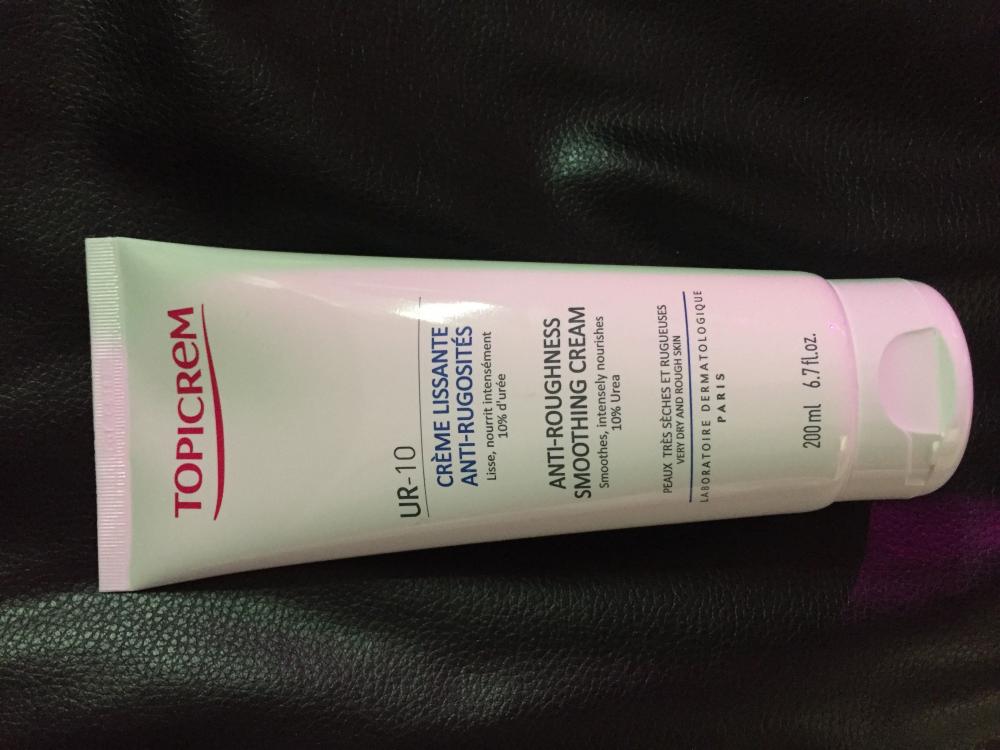 TOPICREM
UR-10
CRÈME LISSANTE
ANTI-RUGOSITÉS
Lisse, nourrit intensément
10% d'urée
ANTI-ROUGHNESS
SMOOTHING CREAM
Smoothes, intensely nourishes
10% Urea
PEAUX TRÈS SÈCHES ET RUGUEUSES
VERY DRY AND ROUGH SKIN
LABORATOIRE DERMATOLOGIQUE
PARIS
200 ml 6.7 fl.oz.